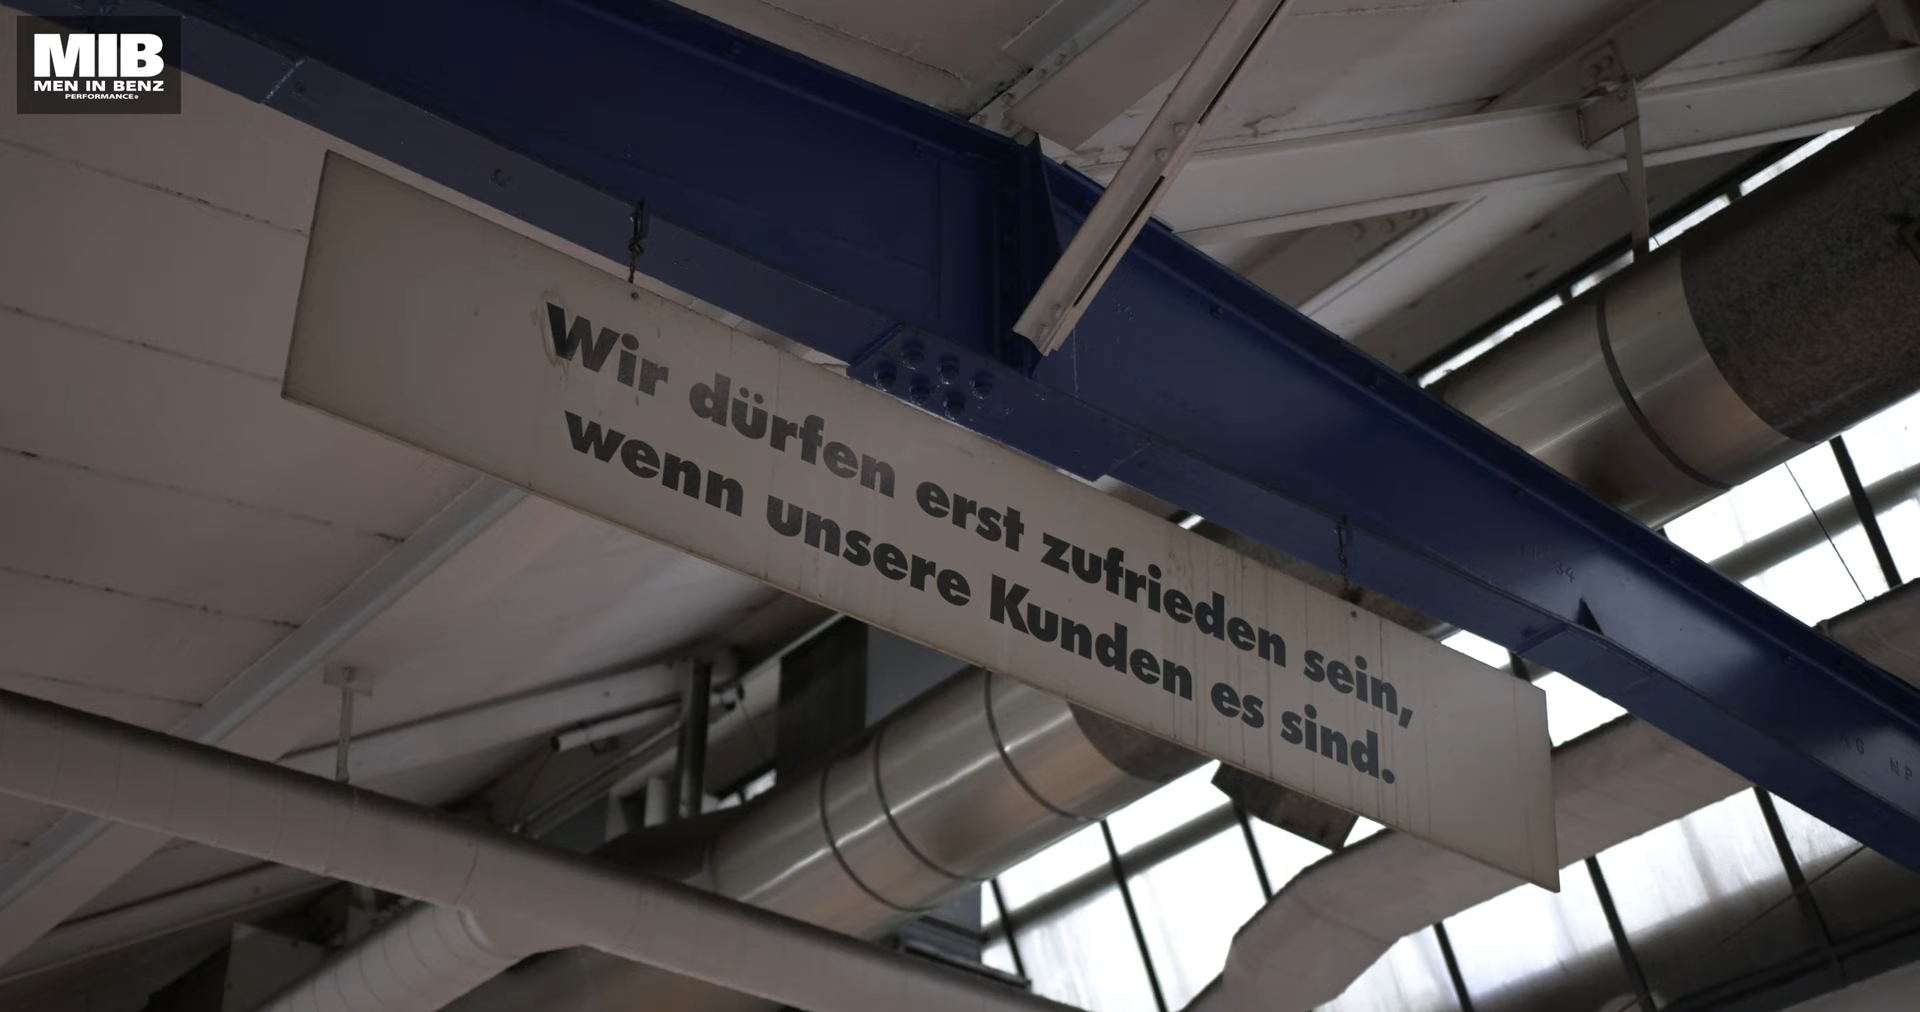 MIB
MEN IN BENZ
PERFORMANCE®
Wir dürfen erst zufrieden sein,
wenn unsere Kunden es sind.